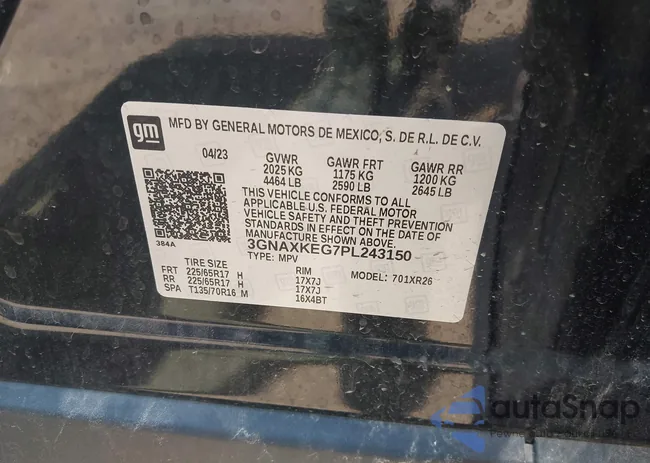 gm
MFD BY GENERAL MOTORS DE MEXICO, S. DE R.L. DE C.V.
04/23 GVWR GAWR FRT GAWR RR
2025 KG 1175 KG 1200 KG
4464 LB 2590 LB 2645 LB
THIS VEHICLE CONFORMS TO ALL
APPLICABLE U.S. FEDERAL MOTOR
VEHICLE SAFETY AND THEFT PREVENTION
STANDARDS IN EFFECT ON THE DATE OF
MANUFACTURE SHOWN ABOVE.
384A
3GNAXKEG7PL243150
TYPE: MPV
TIRE SIZE RIM MODEL: 701XR26
FRT 225/65R17 H 17X7J
RR 225/65R17 H 17X7J
SPA T135/70R16 M 16X4BT
autoSnap